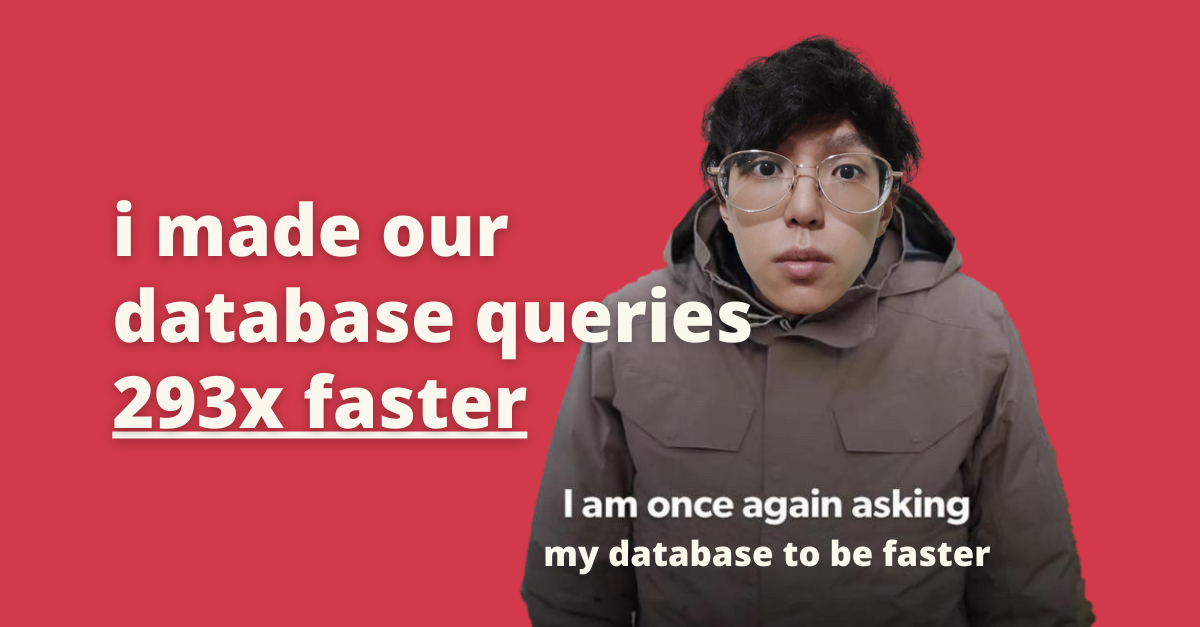 i made our
database queries
293x faster
I am once again asking
my database to be faster